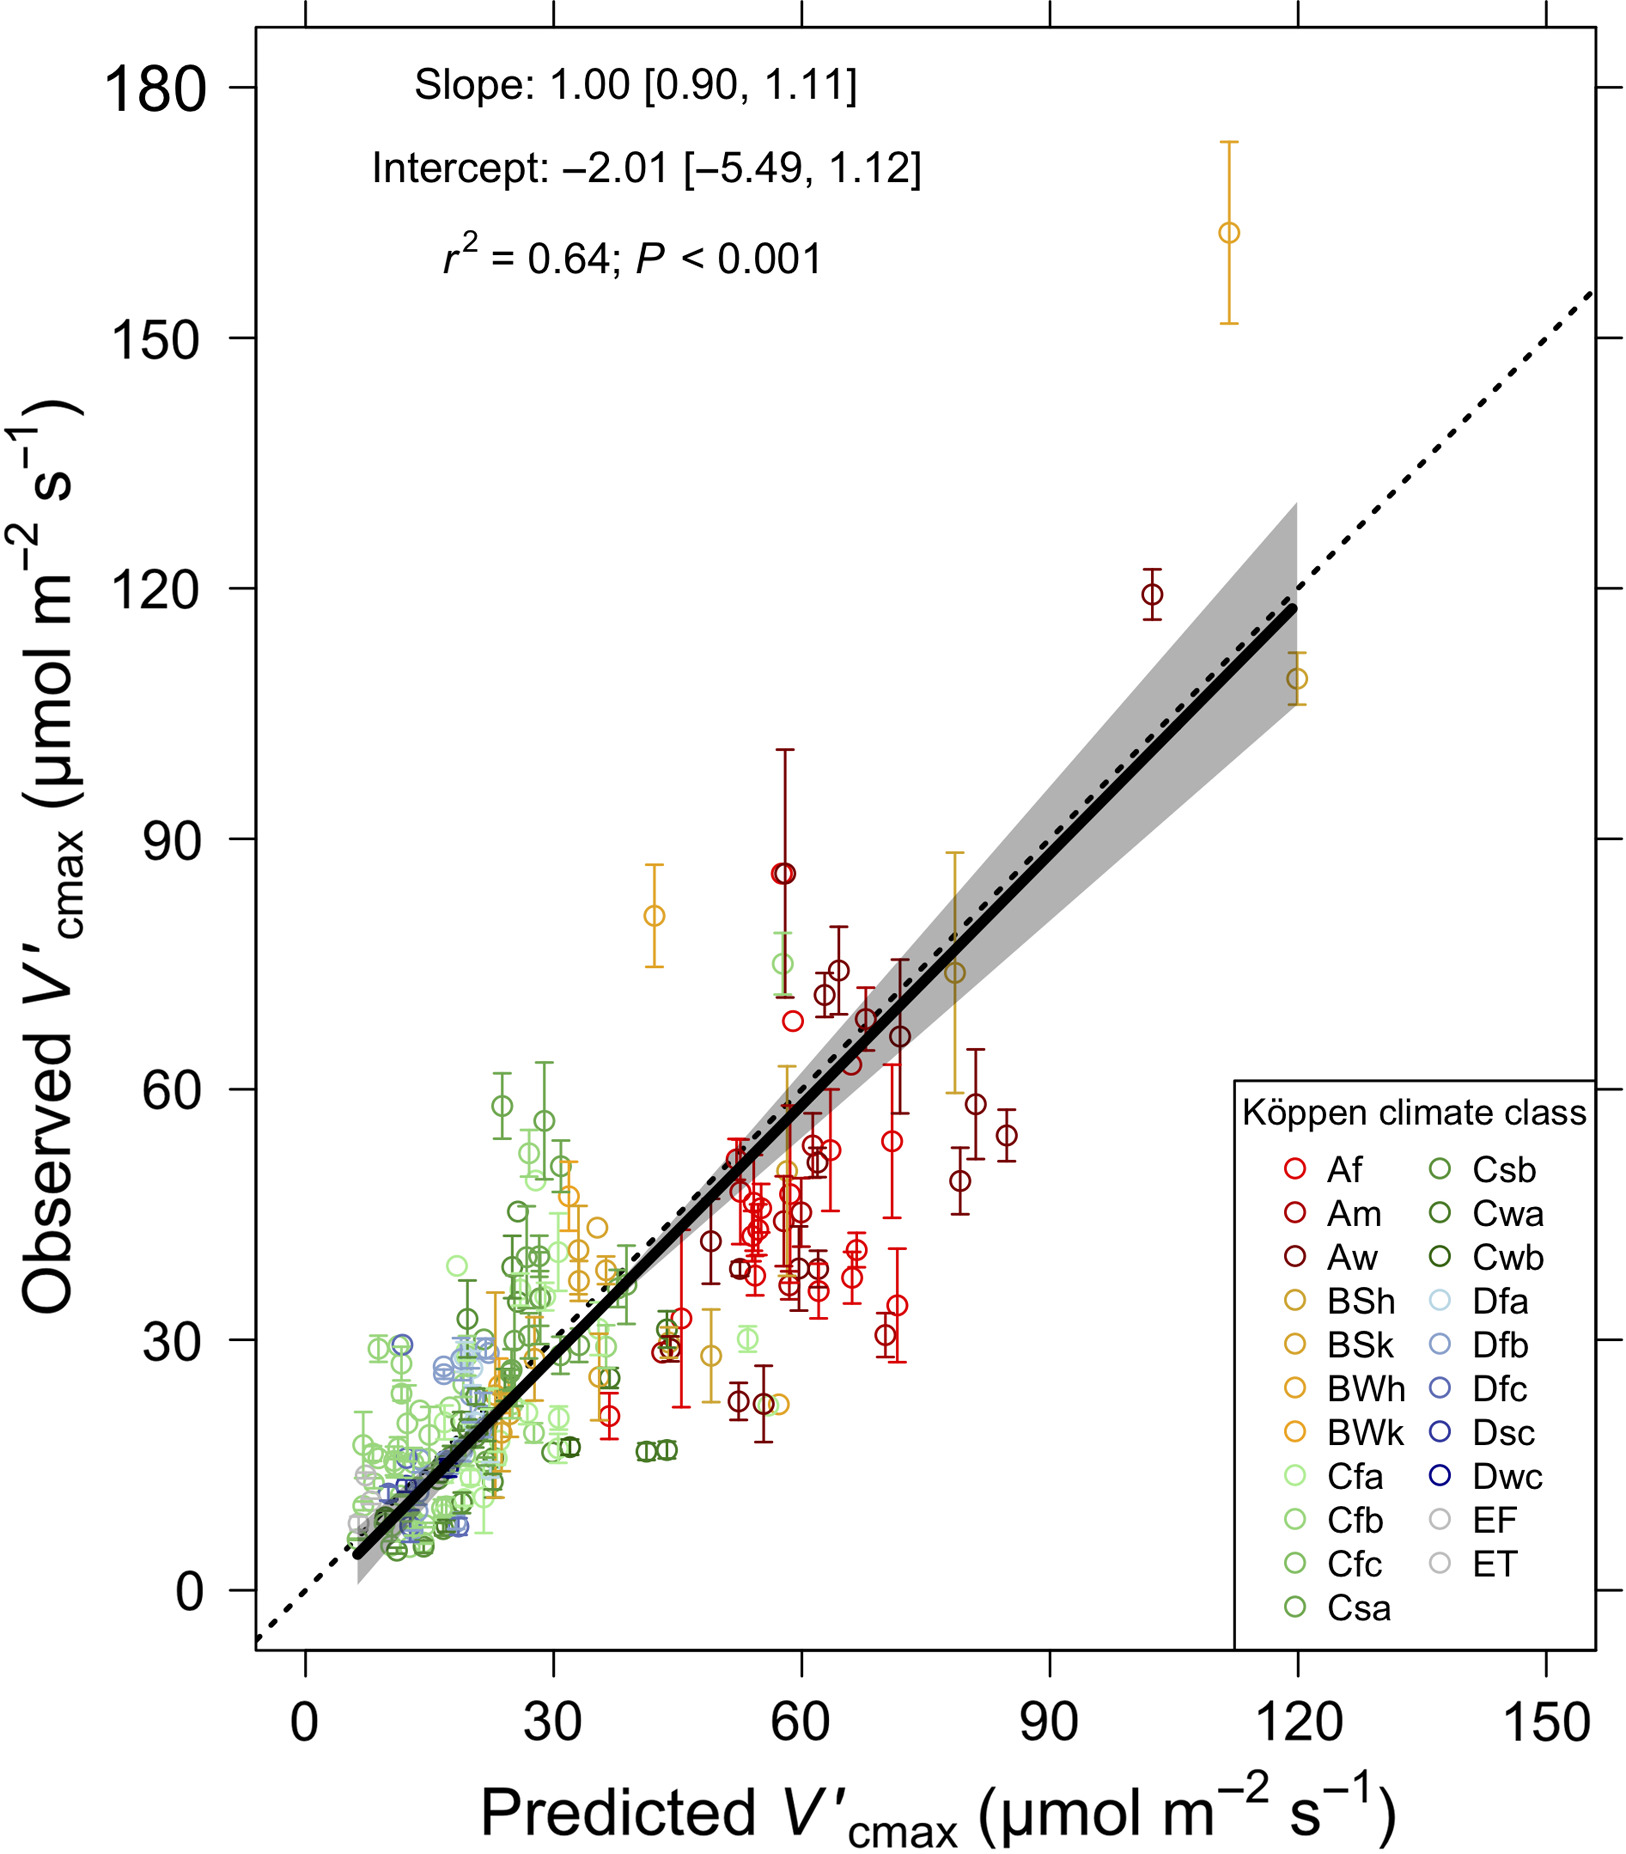 Slope: 1.00 [0.90, 1.11]
Intercept: –2.01 [–5.49, 1.12]
r² = 0.64; P < 0.001
180
150
120
90
60
30
0
Observed V′cmax (μmol m⁻² s⁻¹)
Köppen climate class
Af
Am
Aw
BSh
BSk
BWh
BWk
Cfa
Cfb
Cfc
Csa
Csb
Cwa
Cwb
Dfa
Dfb
Dfc
Dsc
Dwc
EF
ET
0 30 60 90 120 150
Predicted V′cmax (μmol m⁻² s⁻¹)